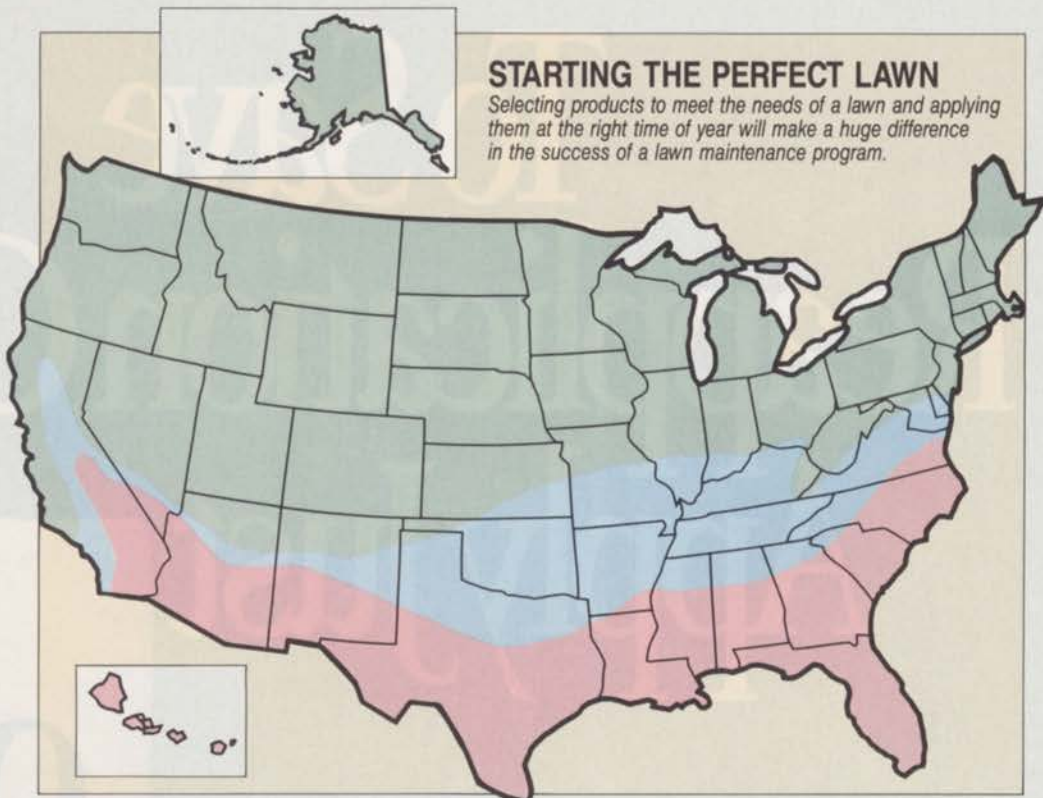 STARTING THE PERFECT LAWN
Selecting products to meet the needs of a lawn and applying
them at the right time of year will make a huge difference
in the success of a lawn maintenance program.